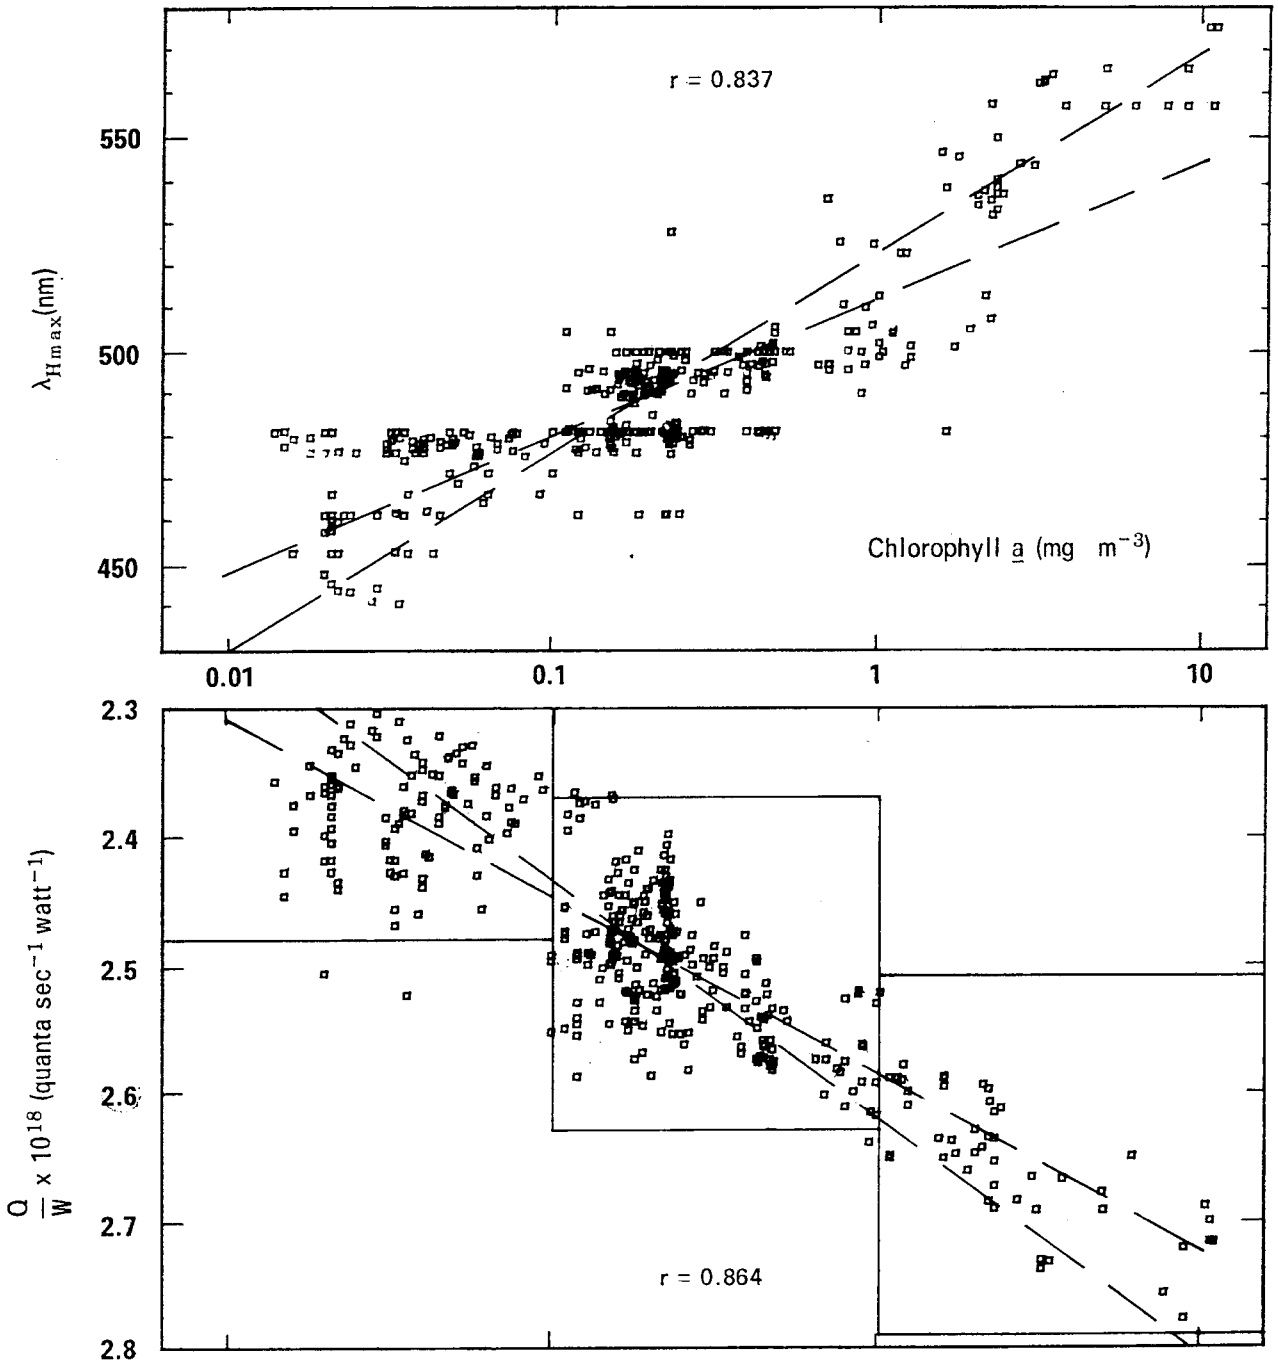 r = 0.837
550
500
450
λHmax(nm)
Chlorophyll a (mg m−3)
0.01 0.1 1 10
2.3
2.4
2.5
2.6
2.7
2.8
Q/W x 10¹⁸ (quanta sec−1 watt−1)
r = 0.864